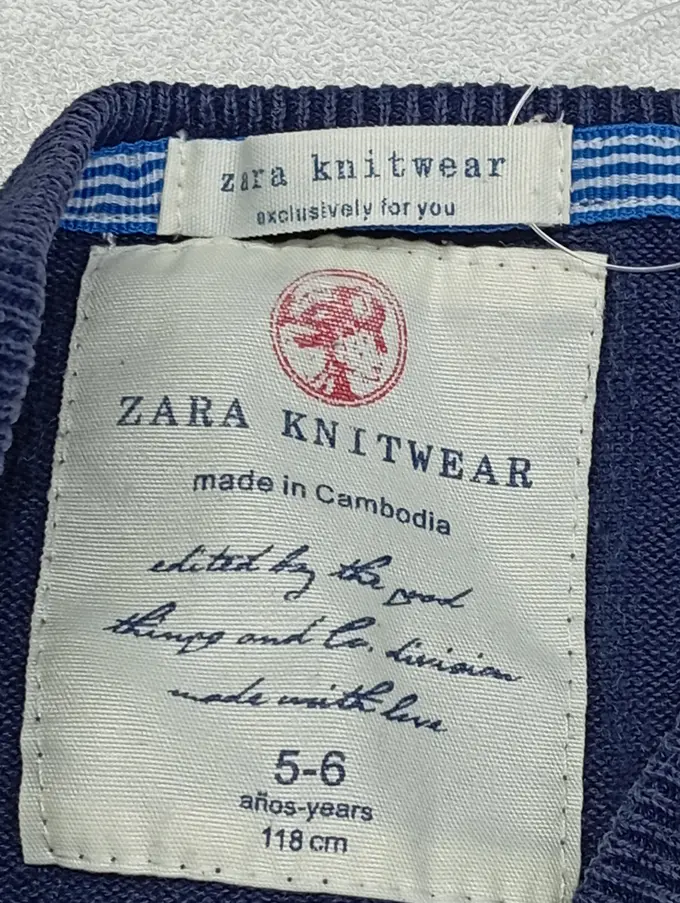 zara knitwear
exclusively for you
ZARA KNITWEAR
made in Cambodia
edited by the good
things and Co. division
made with love
5-6
años-years
118 cm